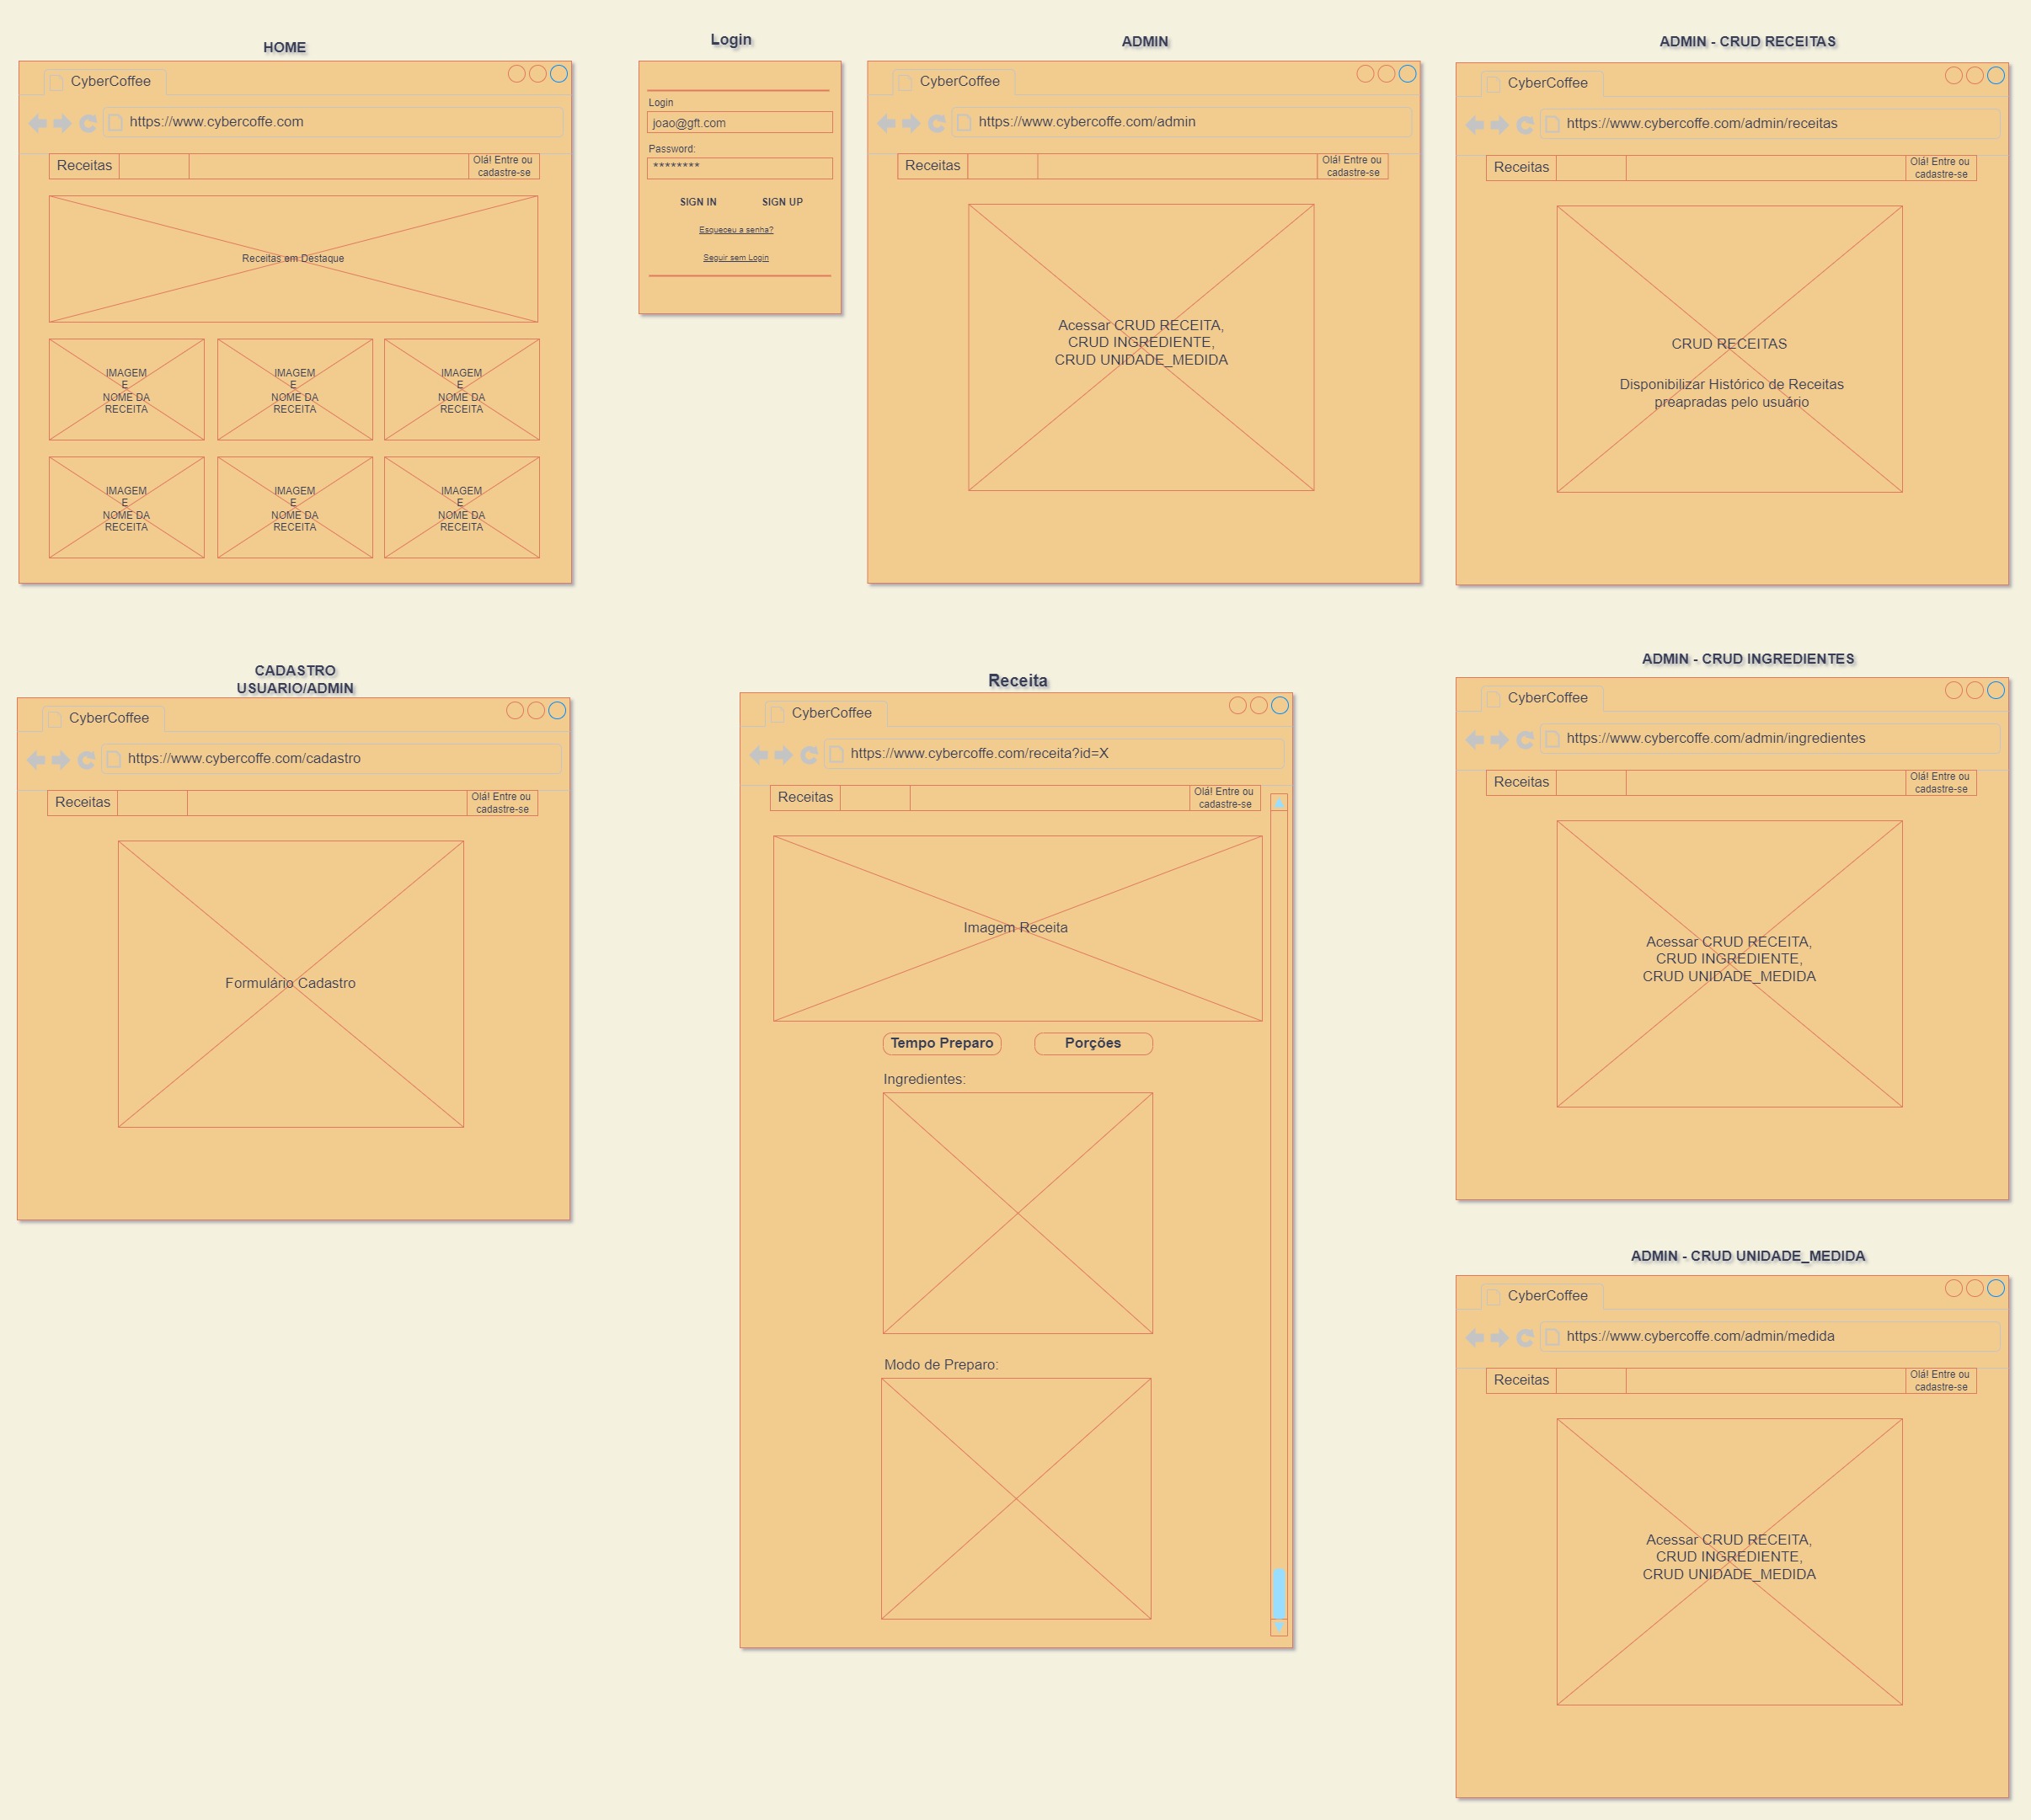 HOME
CyberCoffee
https://www.cybercoffe.com
Receitas
Olá! Entre ou
cadastre-se
Receitas em Destaque
IMAGEM
E
NOME DA
RECEITA
IMAGEM
E
NOME DA
RECEITA
IMAGEM
E
NOME DA
RECEITA
IMAGEM
E
NOME DA
RECEITA
IMAGEM
E
NOME DA
RECEITA
IMAGEM
E
NOME DA
RECEITA
Login
Login
joao@gft.com
Password:
********
SIGN IN
SIGN UP
Esqueceu a senha?
Seguir sem Login
ADMIN
CyberCoffee
https://www.cybercoffe.com/admin
Receitas
Olá! Entre ou
cadastre-se
Acessar CRUD RECEITA,
CRUD INGREDIENTE,
CRUD UNIDADE_MEDIDA
ADMIN - CRUD RECEITAS
CyberCoffee
https://www.cybercoffe.com/admin/receitas
Receitas
Olá! Entre ou
cadastre-se
CRUD RECEITAS
Disponibilizar Histórico de Receitas
preapradas pelo usuário
CADASTRO
USUARIO/ADMIN
CyberCoffee
https://www.cybercoffe.com/cadastro
Receitas
Olá! Entre ou
cadastre-se
Formulário Cadastro
Receita
CyberCoffee
https://www.cybercoffe.com/receita?id=X
Receitas
Olá! Entre ou
cadastre-se
Imagem Receita
Tempo Preparo
Porções
Ingredientes:
Modo de Preparo:
ADMIN - CRUD INGREDIENTES
CyberCoffee
https://www.cybercoffe.com/admin/ingredientes
Receitas
Olá! Entre ou
cadastre-se
Acessar CRUD RECEITA,
CRUD INGREDIENTE,
CRUD UNIDADE_MEDIDA
ADMIN - CRUD UNIDADE_MEDIDA
CyberCoffee
https://www.cybercoffe.com/admin/medida
Receitas
Olá! Entre ou
cadastre-se
Acessar CRUD RECEITA,
CRUD INGREDIENTE,
CRUD UNIDADE_MEDIDA